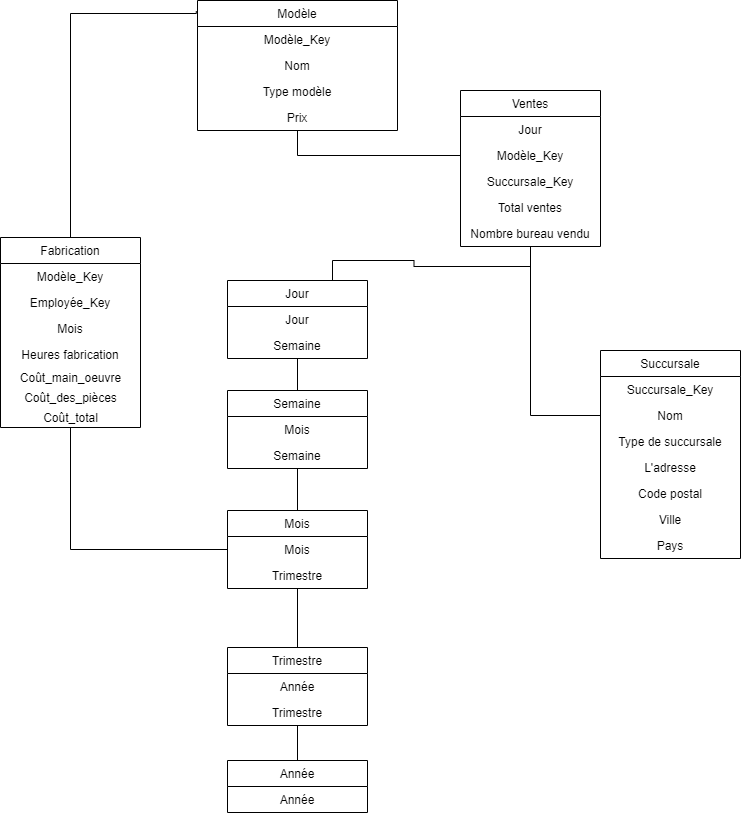 Modèle
Modèle_Key
Nom
Type modèle
Prix
Ventes
Jour
Modèle_Key
Succursale_Key
Total ventes
Nombre bureau vendu
Fabrication
Modèle_Key
Employée_Key
Mois
Heures fabrication
Coût_main_oeuvre
Coût_des_pièces
Coût_total
Jour
Jour
Semaine
Semaine
Mois
Semaine
Mois
Mois
Trimestre
Trimestre
Année
Trimestre
Année
Année
Succursale
Succursale_Key
Nom
Type de succursale
L'adresse
Code postal
Ville
Pays